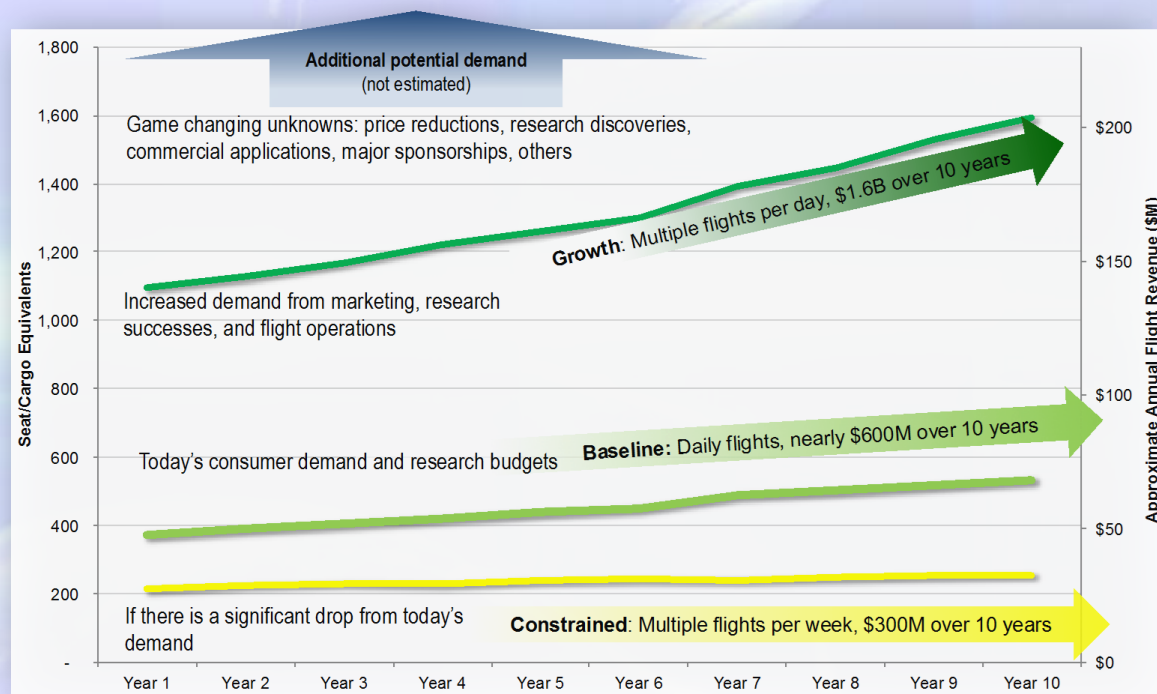 Additional potential demand
(not estimated)
1,800
1,600
1,400
1,200
1,000
800
600
400
200
-
Seat/Cargo Equivalents
Game changing unknowns: price reductions, research discoveries,
commercial applications, major sponsorships, others
Growth: Multiple flights per day, $1.6B over 10 years
Increased demand from marketing, research
successes, and flight operations
Baseline: Daily flights, nearly $600M over 10 years
Today's consumer demand and research budgets
If there is a significant drop from today's
demand
Constrained: Multiple flights per week, $300M over 10 years
$200
$150
$100
$50
$0
Approximate Annual Flight Revenue ($M)
Year 1
Year 2
Year 3
Year 4
Year 5
Year 6
Year 7
Year 8
Year 9
Year 10